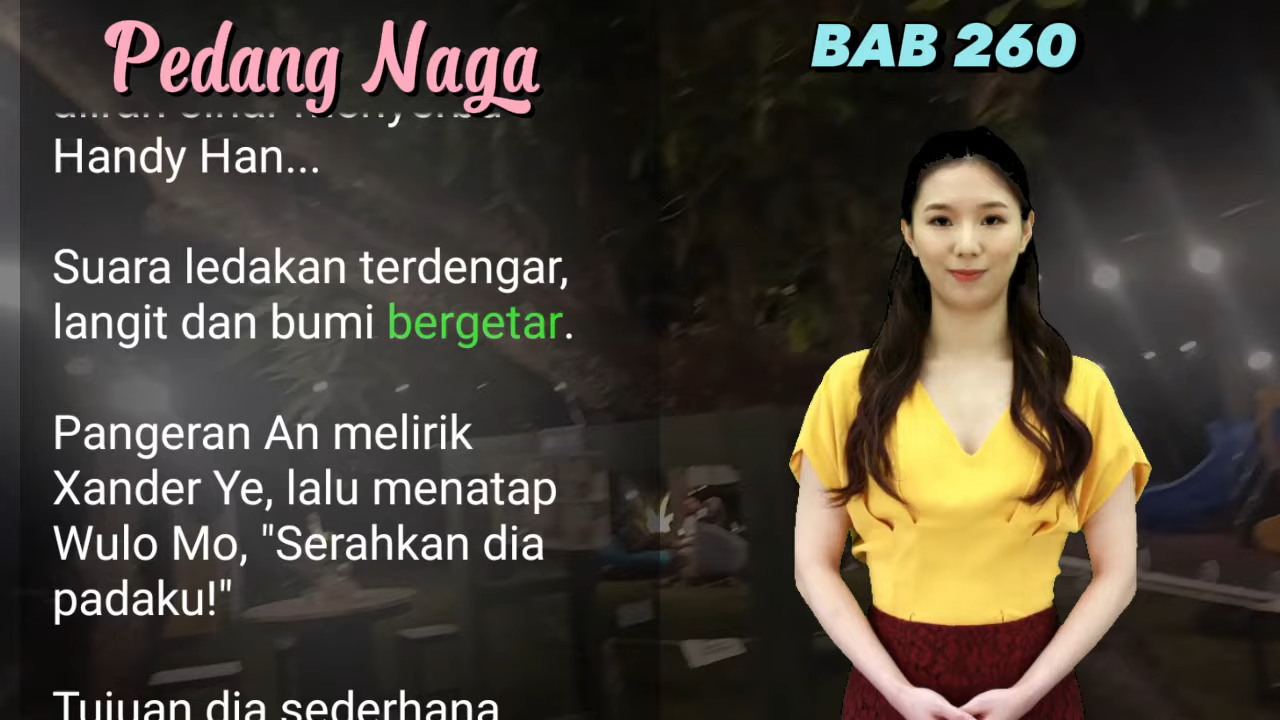 Pedang Naga
BAB 260
Handy Han...
Suara ledakan terdengar,
langit dan bumi bergetar.
Pangeran An melirik
Xander Ye, lalu menatap
Wulo Mo, "Serahkan dia
padaku!"
Tujuan dia sederhana